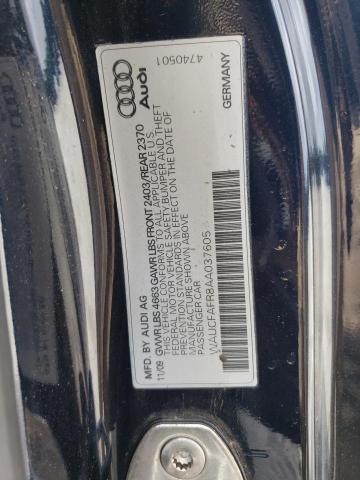 Audi
4740501
MFD. BY AUDI AG
GERMANY
11/09 GVWR LBS 4683 GAWR LBS FRONT 2403/REAR 2370
THIS VEHICLE CONFORMS TO ALL APPLICABLE U.S.
FEDERAL MOTOR VEHICLE SAFETY BUMPER AND THEFT
PREVENTION STANDARDS IN EFFECT ON THE DATE OF
MANUFACTURE SHOWN ABOVE
PASSENGER CAR
WAUCFAFR8AA037605